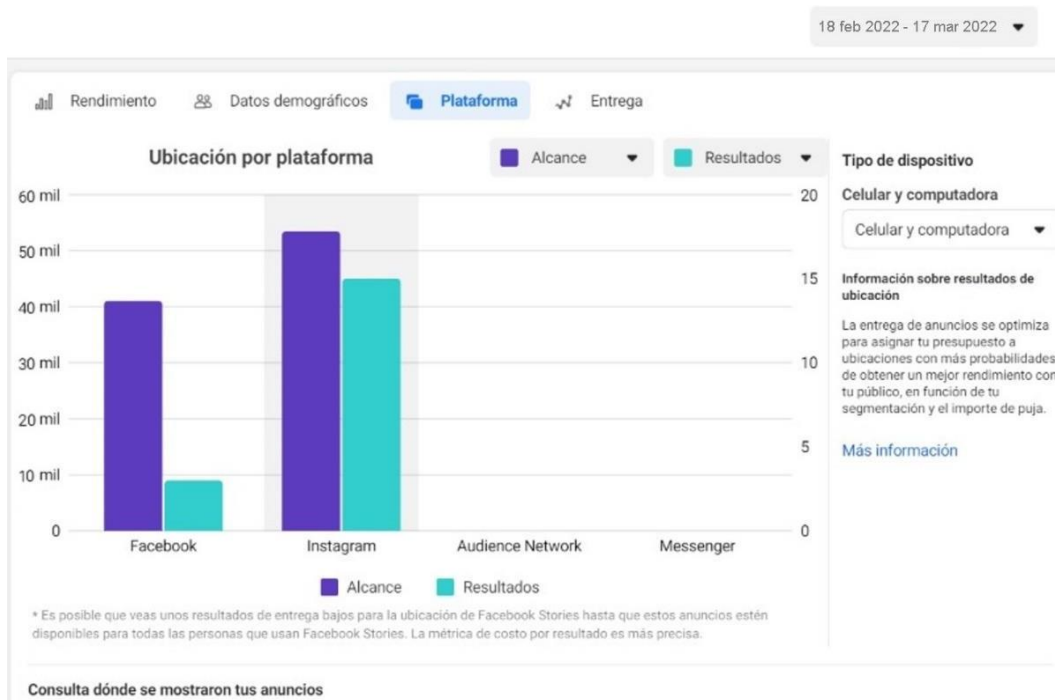 18 feb 2022 - 17 mar 2022
Rendimiento
Datos demográficos
Plataforma
Entrega
Ubicación por plataforma
Alcance
Resultados
60 mil
50 mil
40 mil
30 mil
20 mil
10 mil
0
20
15
10
5
0
Facebook
Instagram
Audience Network
Messenger
Alcance
Resultados
* Es posible que veas unos resultados de entrega bajos para la ubicación de Facebook Stories hasta que estos anuncios estén
disponibles para todas las personas que usan Facebook Stories. La métrica de costo por resultado es más precisa.
Tipo de dispositivo
Celular y computadora
Celular y computadora
Información sobre resultados de
ubicación
La entrega de anuncios se optimiza
para asignar tu presupuesto a
ubicaciones con más probabilidades
de obtener un mejor rendimiento con
tu público, en función de tu
segmentación y el importe de puja.
Más información
Consulta dónde se mostraron tus anuncios